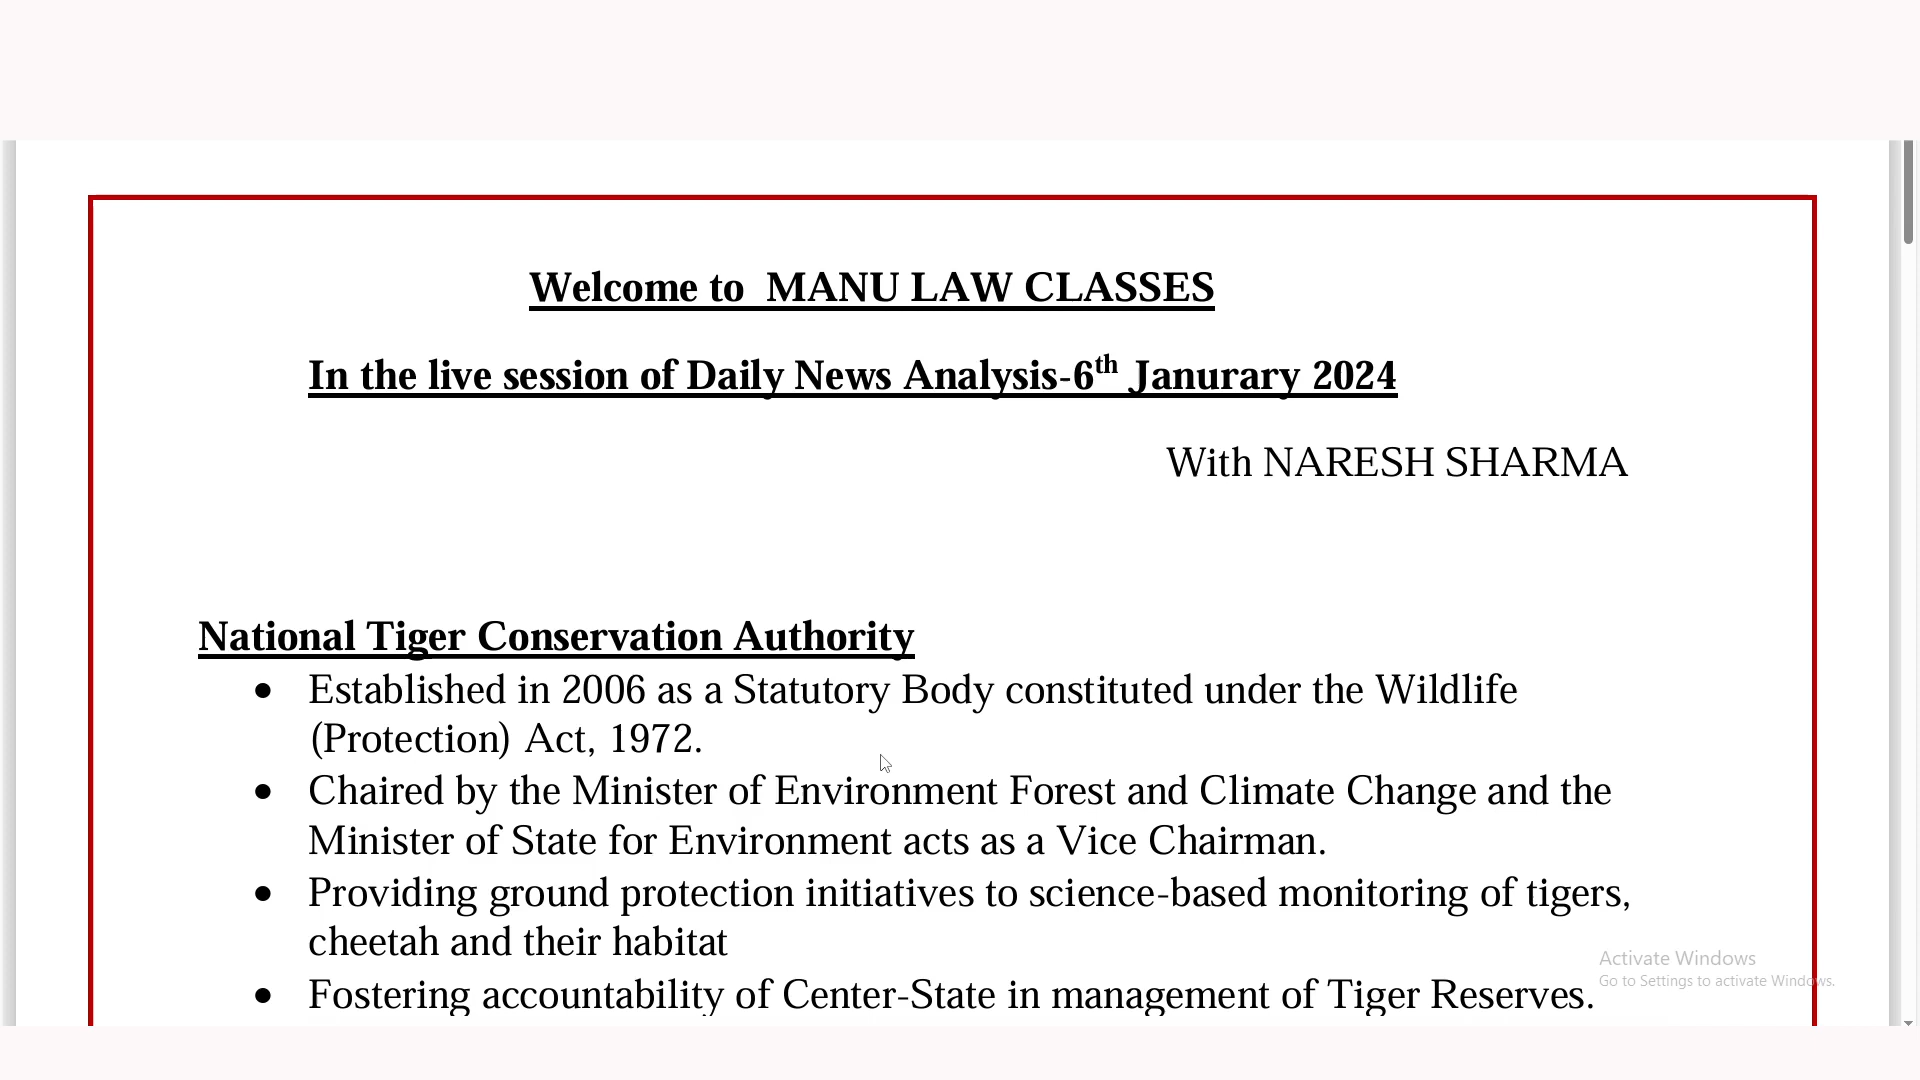 Welcome to MANU LAW CLASSES
In the live session of Daily News Analysis-6th Janurary 2024
With NARESH SHARMA
National Tiger Conservation Authority
• Established in 2006 as a Statutory Body constituted under the Wildlife
(Protection) Act, 1972.
• Chaired by the Minister of Environment Forest and Climate Change and the
Minister of State for Environment acts as a Vice Chairman.
• Providing ground protection initiatives to science-based monitoring of tigers,
cheetah and their habitat
• Fostering accountability of Center-State in management of Tiger Reserves.
Activate Windows
Go to Settings to activate Windows.